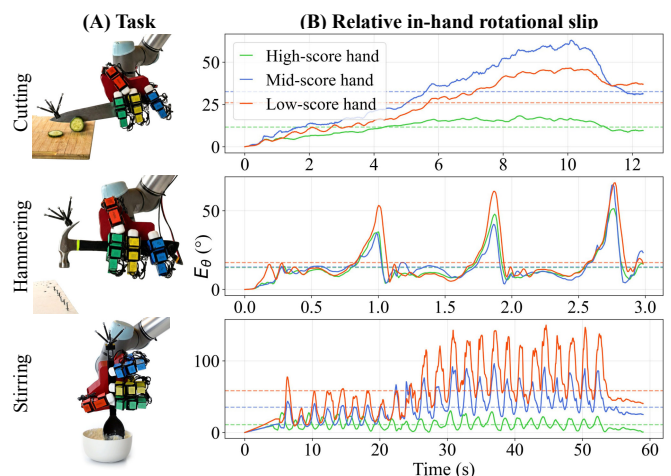 (A) Task
(B) Relative in-hand rotational slip
Cutting
High-score hand
Mid-score hand
Low-score hand
50
25
0
0 2 4 6 8 10 12
Hammering
E_θ (°)
50
0
0.0 0.5 1.0 1.5 2.0 2.5 3.0
Stirring
100
0
0 10 20 30 40 50 60
Time (s)